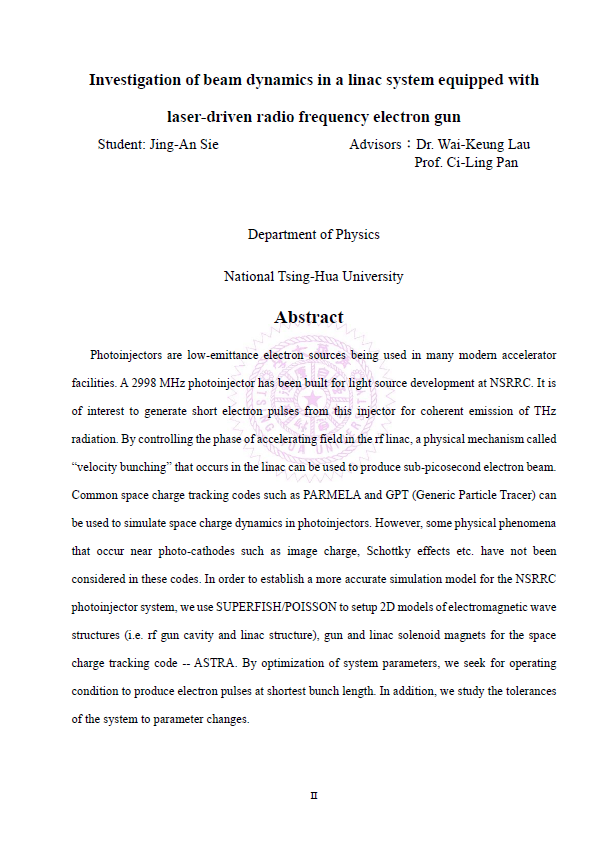 Investigation of beam dynamics in a linac system equipped with
laser-driven radio frequency electron gun
Student: Jing-An Sie Advisors：Dr. Wai-Keung Lau
Prof. Ci-Ling Pan
Department of Physics
National Tsing-Hua University
Abstract
Photoinjectors are low-emittance electron sources being used in many modern accelerator
facilities. A 2998 MHz photoinjector has been built for light source development at NSRRC. It is
of interest to generate short electron pulses from this injector for coherent emission of THz
radiation. By controlling the phase of accelerating field in the rf linac, a physical mechanism called
“velocity bunching” that occurs in the linac can be used to produce sub-picosecond electron beam.
Common space charge tracking codes such as PARMELA and GPT (Generic Particle Tracer) can
be used to simulate space charge dynamics in photoinjectors. However, some physical phenomena
that occur near photo-cathodes such as image charge, Schottky effects etc. have not been
considered in these codes. In order to establish a more accurate simulation model for the NSRRC
photoinjector system, we use SUPERFISH/POISSON to setup 2D models of electromagnetic wave
structures (i.e. rf gun cavity and linac structure), gun and linac solenoid magnets for the space
charge tracking code -- ASTRA. By optimization of system parameters, we seek for operating
condition to produce electron pulses at shortest bunch length. In addition, we study the tolerances
of the system to parameter changes.
II